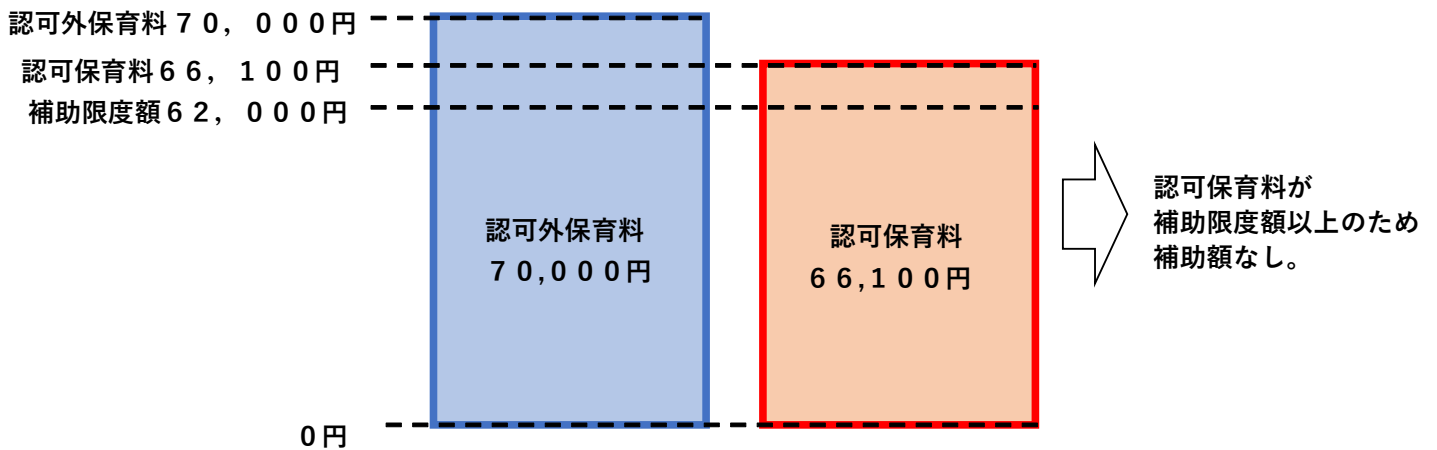 認可外保育料７０，０００円
認可保育料６６，１００円
補助限度額６２，０００円
認可外保育料
７０,０００円
認可保育料
６６,１００円
認可保育料が
補助限度額以上のため
補助額なし。
０円